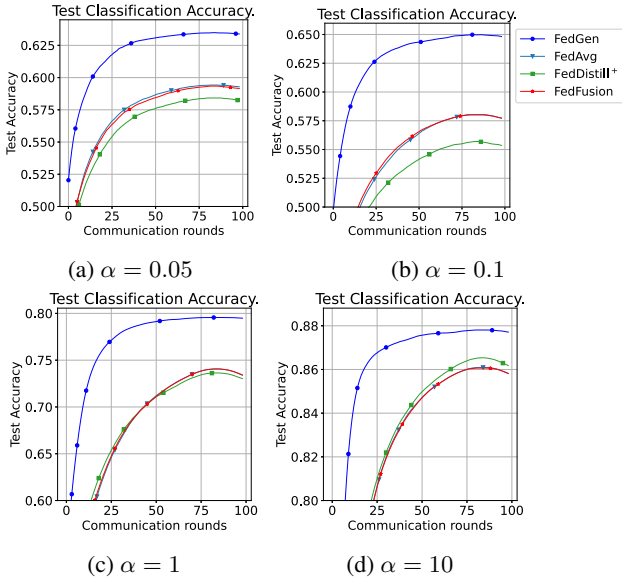 Test Classification Accuracy.
Test Accuracy
0.625
0.600
0.575
0.550
0.525
0.500
0 25 50 75 100
Communication rounds
(a) α = 0.05
Test Classification Accuracy.
Test Accuracy
0.650
0.625
0.600
0.575
0.550
0.525
0.500
0 25 50 75 100
Communication rounds
(b) α = 0.1
FedGen
FedAvg
FedDistill⁺
FedFusion
Test Classification Accuracy.
Test Accuracy
0.80
0.75
0.70
0.65
0.60
0 25 50 75 100
Communication rounds
(c) α = 1
Test Classification Accuracy.
Test Accuracy
0.88
0.86
0.84
0.82
0.80
0 25 50 75 100
Communication rounds
(d) α = 10